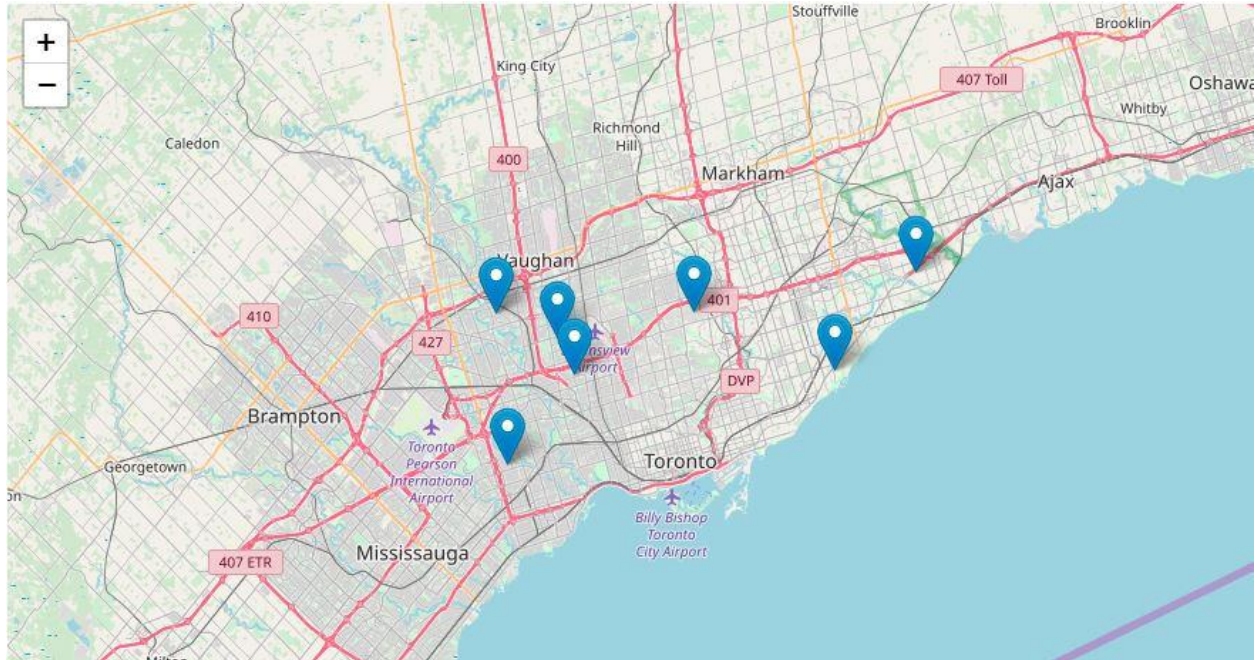 +
−
Stouffville
Brooklin
King City
407 Toll
Oshawa
Whitby
Richmond
Hill
Caledon
400
Markham
Ajax
Vaughan
401
410
427
Airport
DVP
Brampton
Toronto
Pearson
International
Airport
Georgetown
Toronto
Billy Bishop
Toronto
City Airport
Mississauga
407 ETR